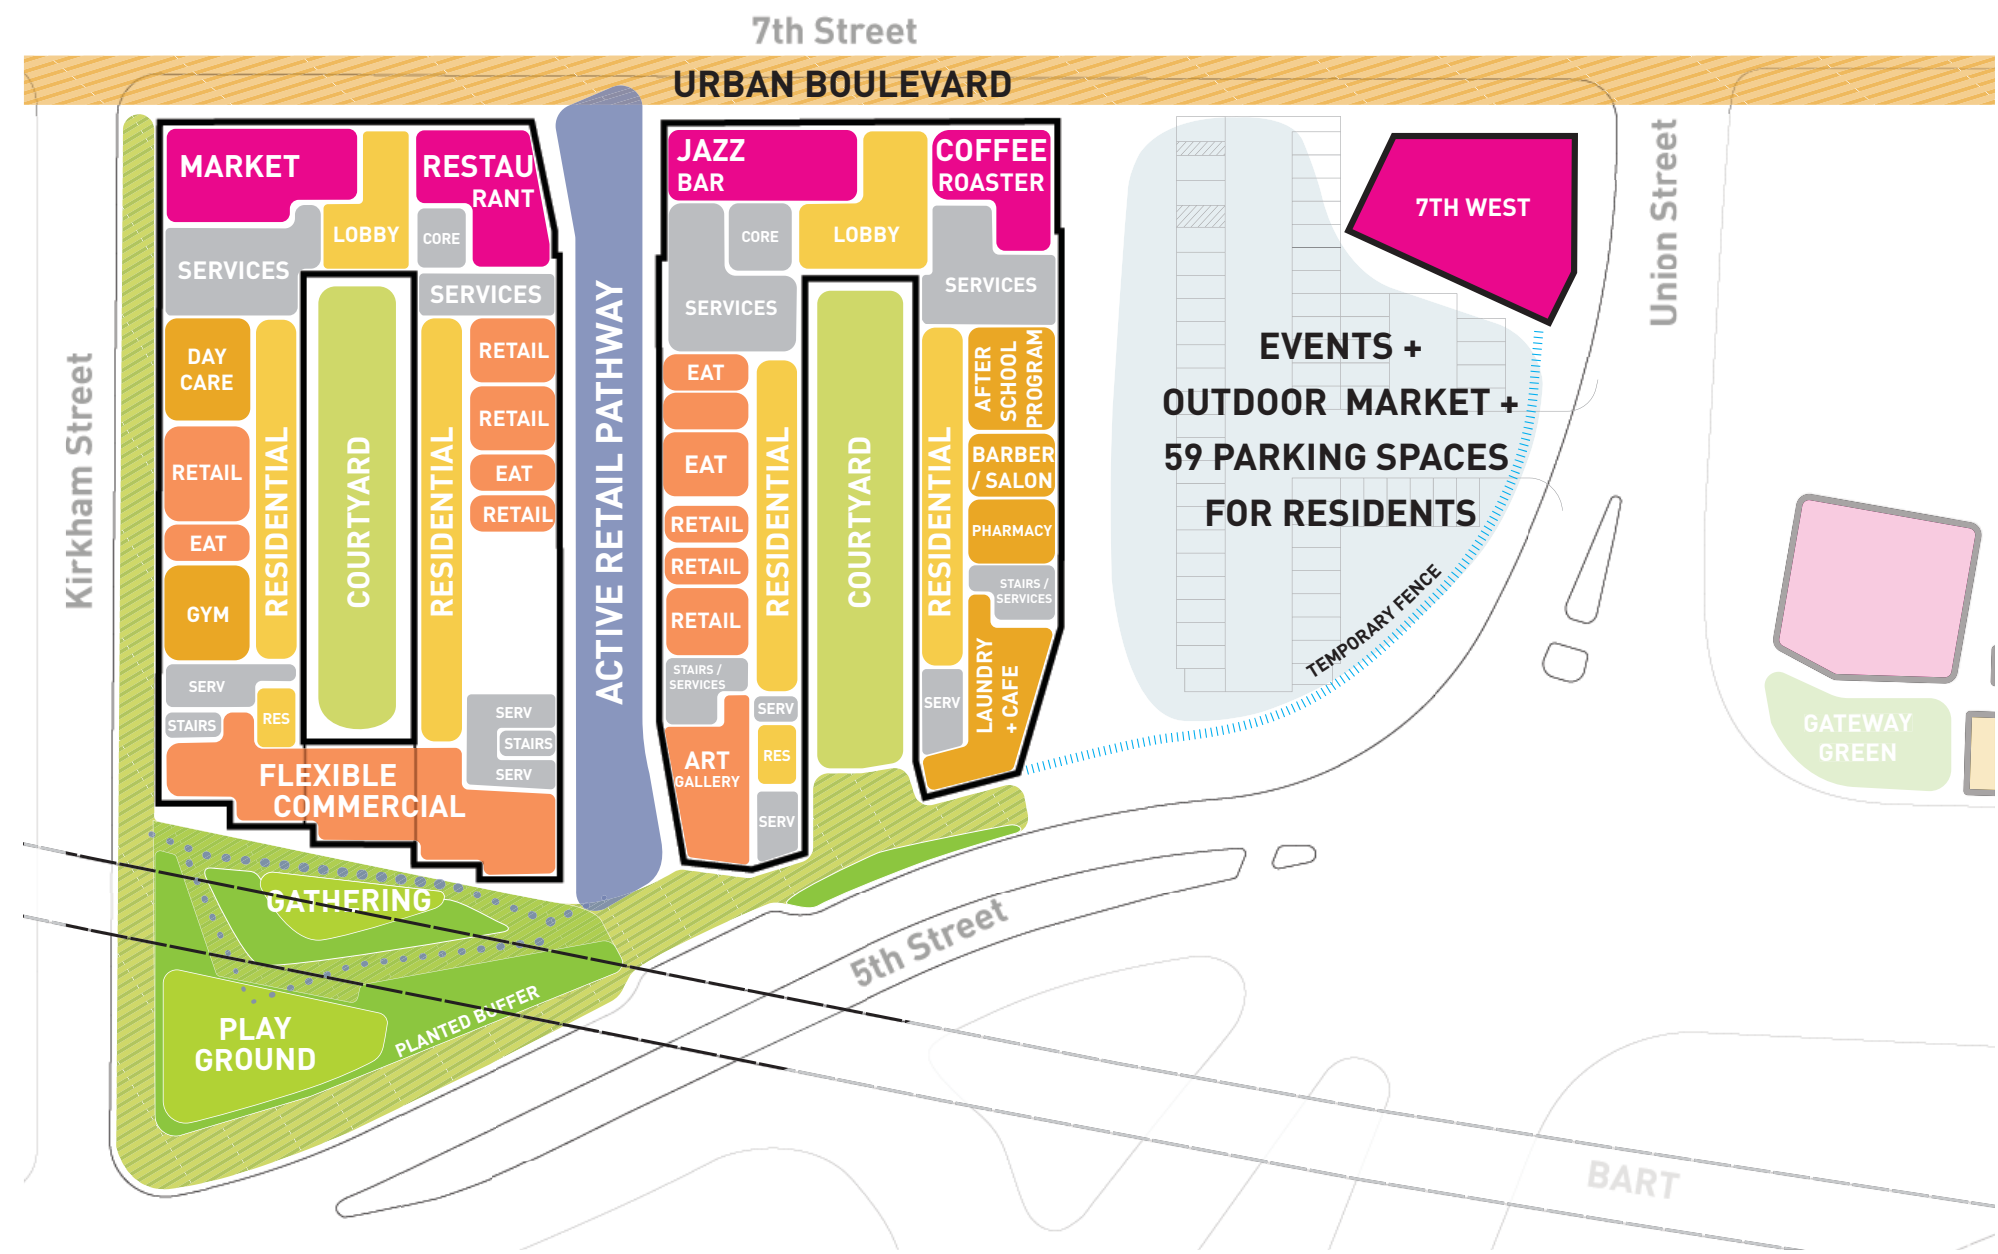 7th Street
URBAN BOULEVARD
Kirkham Street
MARKET
LOBBY
RESTAU
RANT
CORE
SERVICES
SERVICES
DAY
CARE
RETAIL
EAT
GYM
RESIDENTIAL
COURTYARD
RESIDENTIAL
RETAIL
RETAIL
EAT
RETAIL
SERV
STAIRS
RES
SERV
STAIRS
SERV
FLEXIBLE
COMMERCIAL
ACTIVE RETAIL PATHWAY
JAZZ
BAR
CORE
LOBBY
COFFEE
ROASTER
SERVICES
SERVICES
EAT
EAT
RETAIL
RETAIL
RETAIL
STAIRS /
SERVICES
ART
GALLERY
RESIDENTIAL
SERV
RES
SERV
COURTYARD
RESIDENTIAL
SERV
AFTER
SCHOOL
PROGRAM
BARBER
/ SALON
PHARMACY
STAIRS /
SERVICES
LAUNDRY
+ CAFE
7TH WEST
EVENTS +
OUTDOOR MARKET +
59 PARKING SPACES
FOR RESIDENTS
TEMPORARY FENCE
Union Street
GATEWAY
GREEN
GATHERING
PLAY
GROUND
PLANTED BUFFER
5th Street
BART